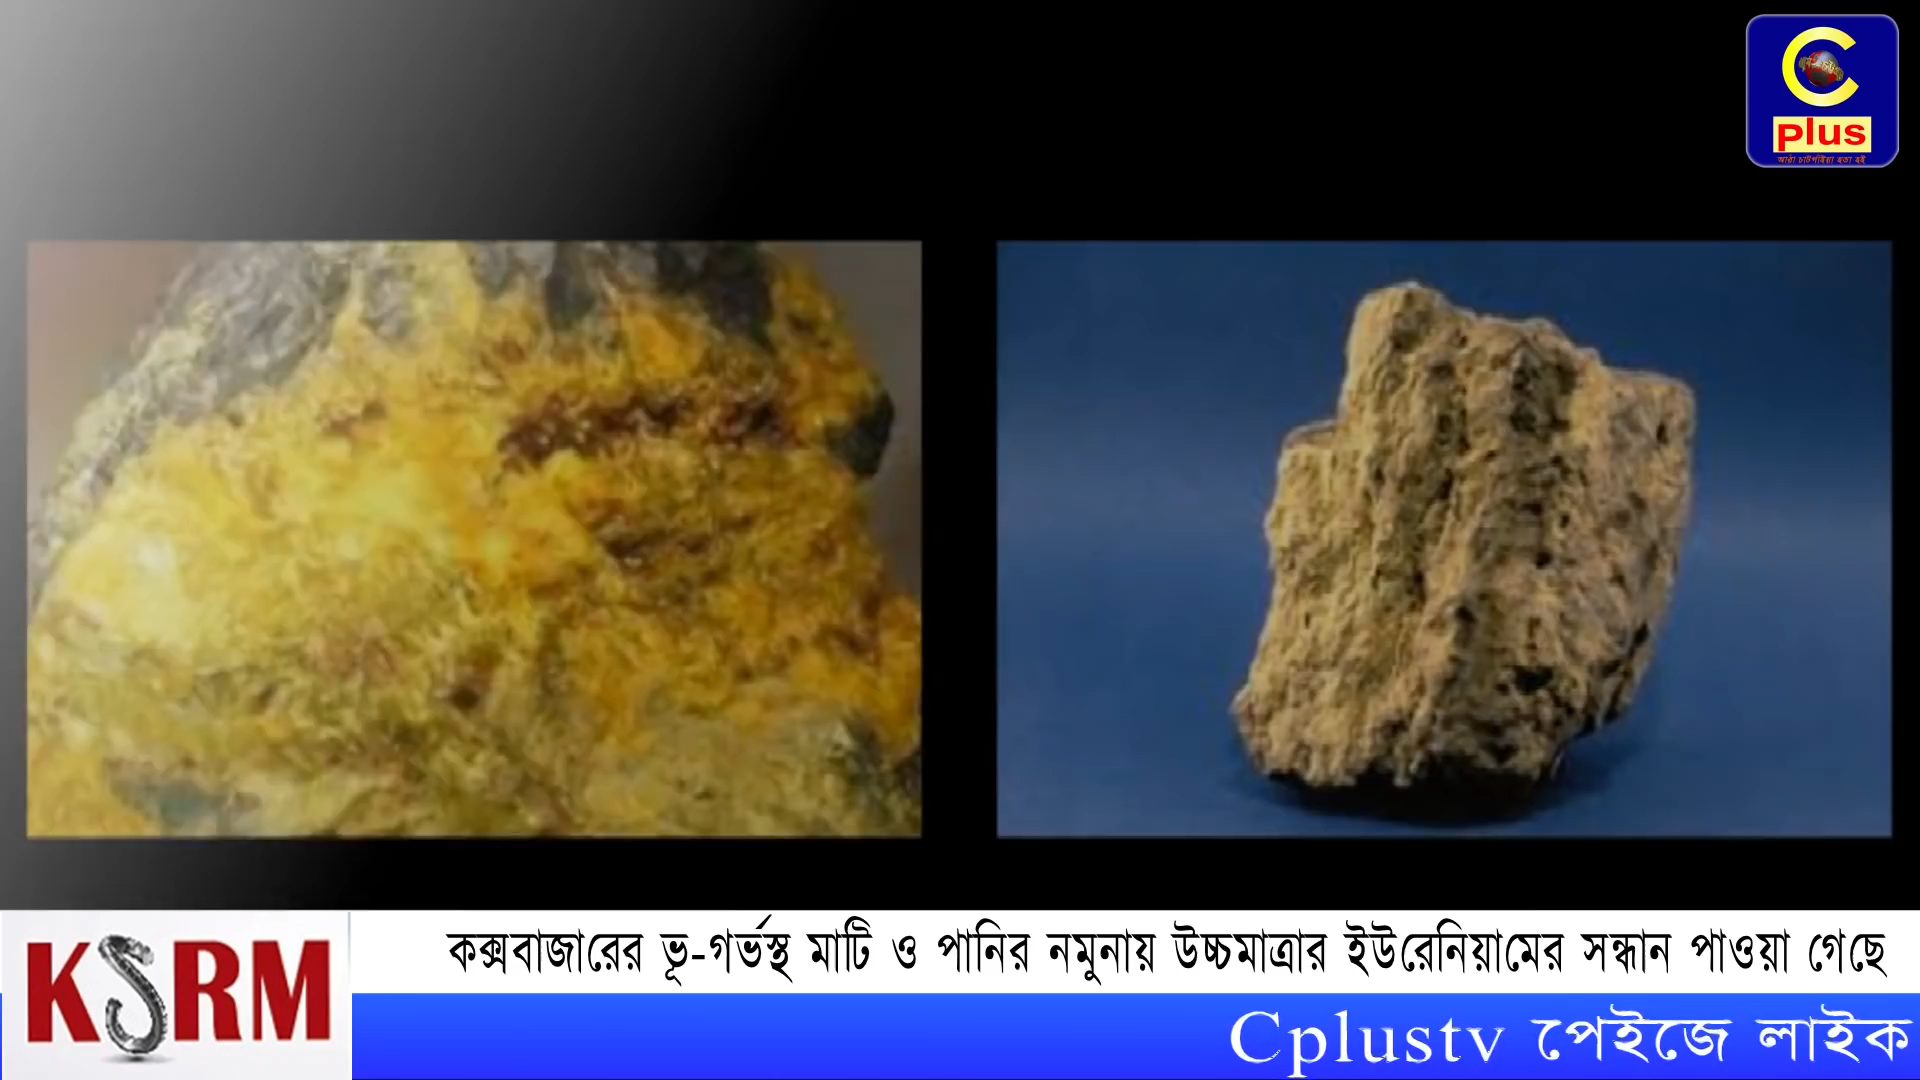 C
plus
কক্সবাজারের ভূ-গর্ভস্থ মাটি ও পানির নমুনায় উচ্চমাত্রার ইউরেনিয়ামের সন্ধান পাওয়া গেছে
KSRM
Cplustv পেইজে লাইক